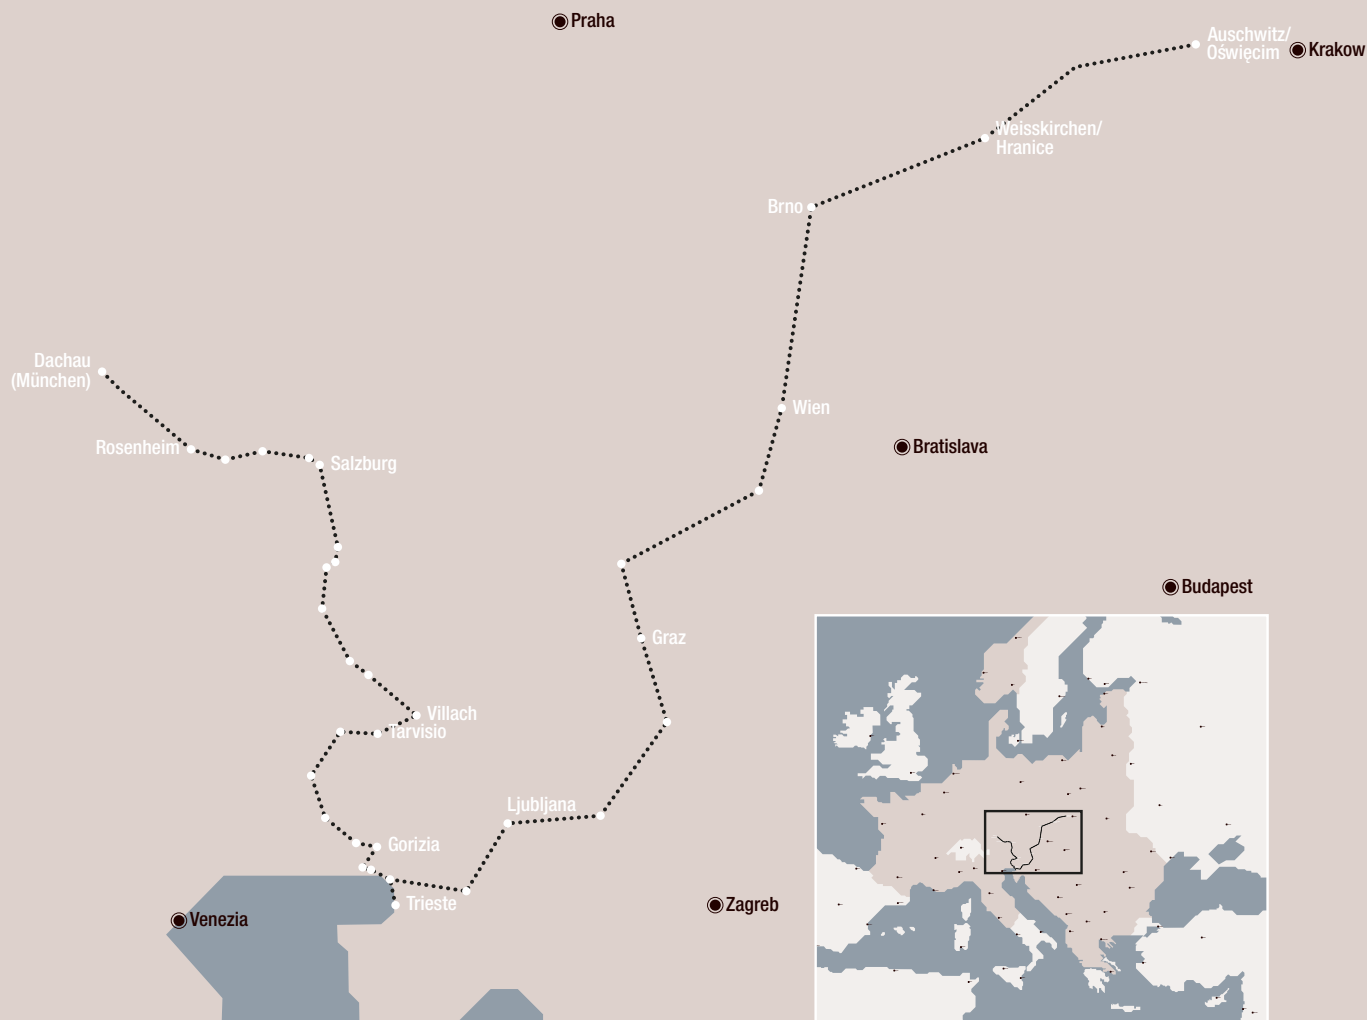 Praha
Auschwitz/
Oświęcim
Krakow
Weisskirchen/
Hranice
Brno
Dachau
(München)
Wien
Rosenheim
Salzburg
Bratislava
Budapest
Graz
Villach
Tarvisio
Ljubljana
Gorizia
Trieste
Zagreb
Venezia